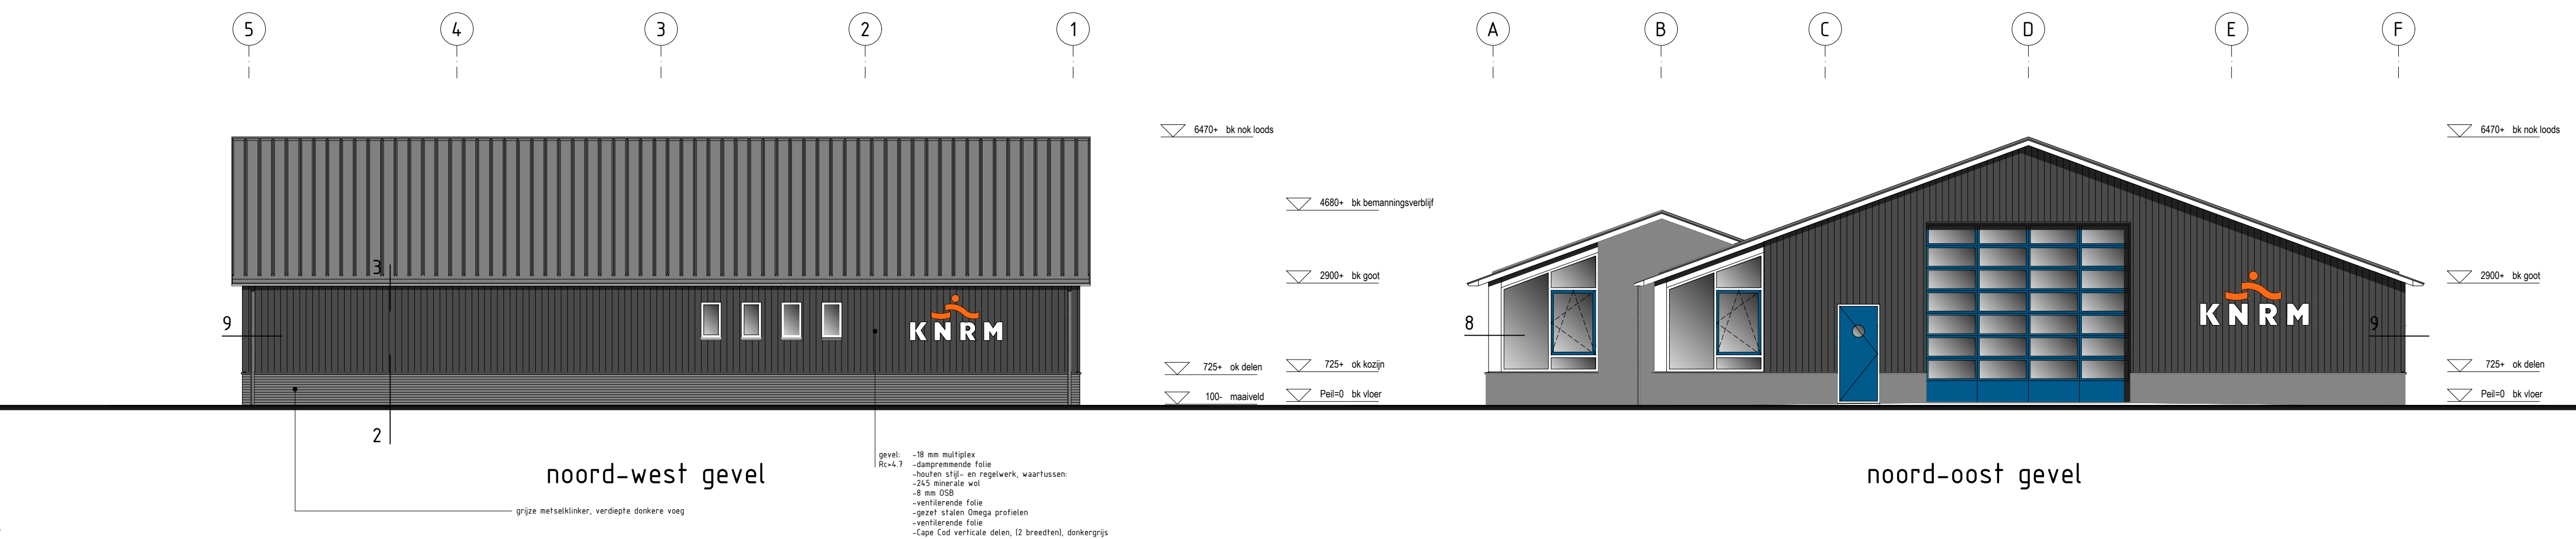 5 4 3 2 1
A B C D E F
6470+ bk nok loods
6470+ bk nok loods
4680+ bk bemanningsverblijf
2900+ bk goot
2900+ bk goot
3
9
KNRM
8
KNRM
9
725+ ok delen
725+ ok kozijn
725+ ok delen
100- maaiveld
Peil=0 bk vloer
Peil=0 bk vloer
2
noord-west gevel
noord-oost gevel
gevel: -18 mm multiplex
Rc>4.7 -dampremmende folie
-houten stijl- en regelwerk, waartussen:
-245 minerale wol
-8 mm OSB
-ventilerende folie
-gezet stalen Omega profielen
-ventilerende folie
-Cape Cod verticale delen, (2 breedten), donkergrijs
grijze metselklinker, verdiepte donkere voeg